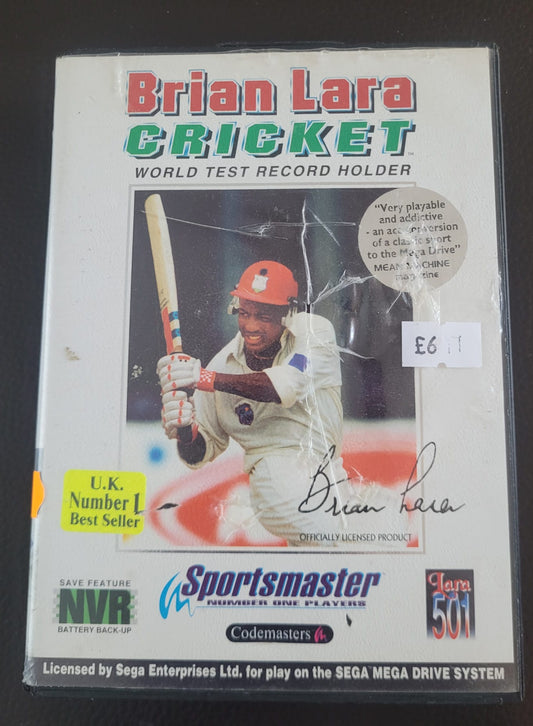 Brian Lara
CRICKET™
WORLD TEST RECORD HOLDER
"Very playable
and addictive
- an ace conversion
of a classic sport
to the Mega Drive"
MEAN MACHINE
magazine
£6
Brian Lara
OFFICIALLY LICENSED PRODUCT
U.K.
Number 1
Best Seller
SAVE FEATURE
NVR
BATTERY BACK-UP
Sportsmaster
NUMBER ONE PLAYERS
Codemasters
Lara
501
Licensed by Sega Enterprises Ltd. for play on the SEGA MEGA DRIVE SYSTEM